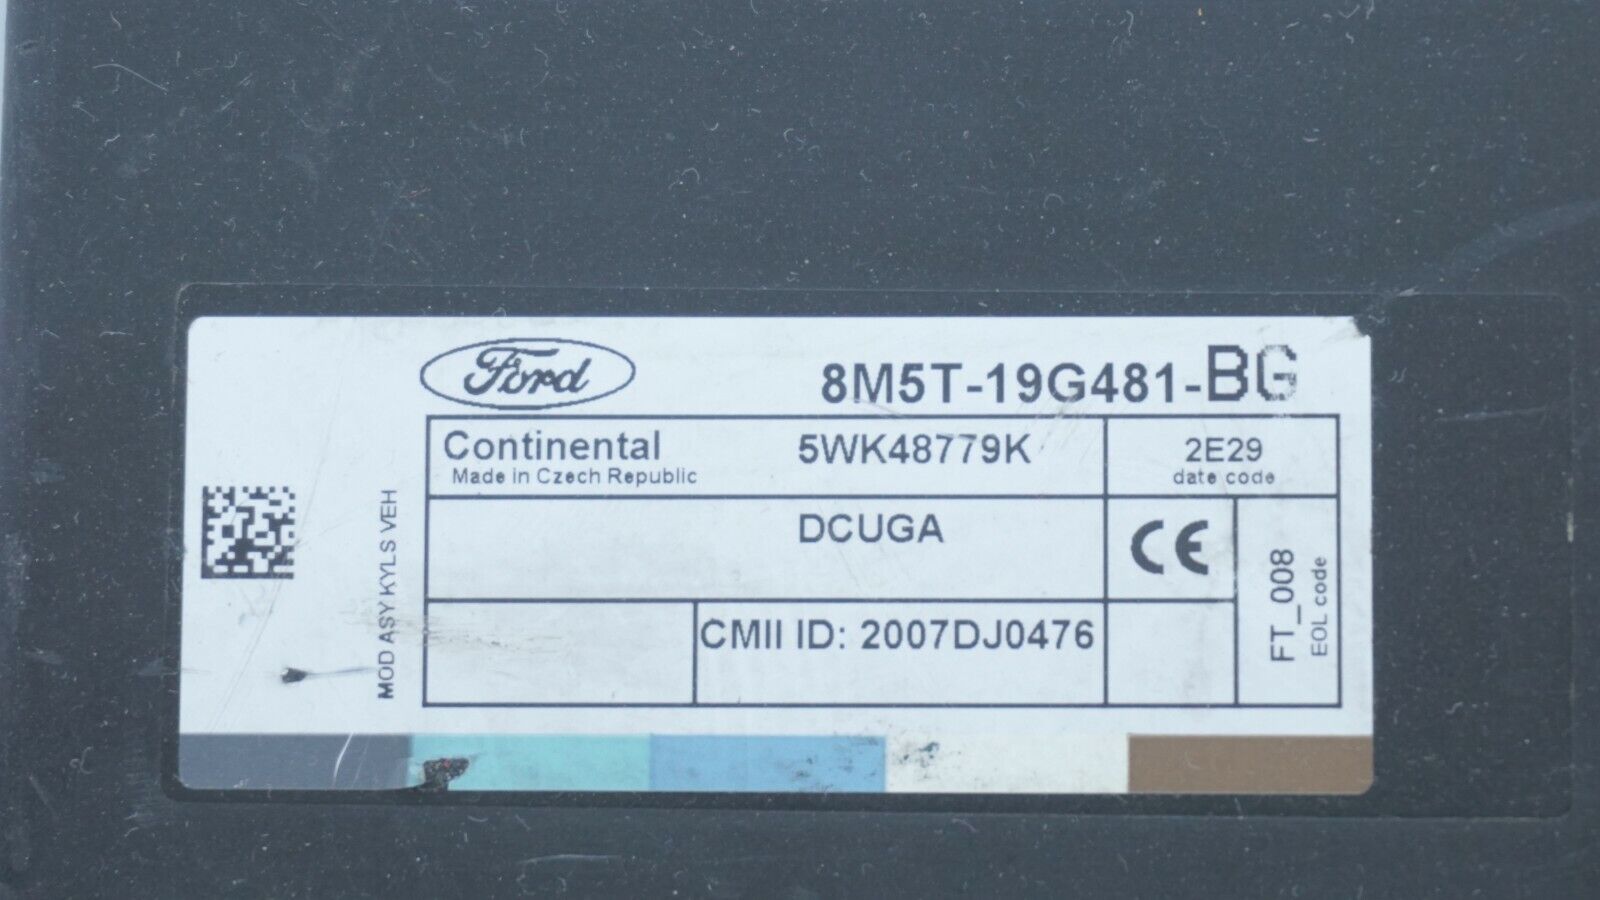 Ford
8M5T-19G481-BG
Continental 5WK48779K 2E29
Made in Czech Republic date code
MOD ASY KYLS VEH
DCUGA CE
FT_008
EOL code
CMII ID: 2007DJ0476